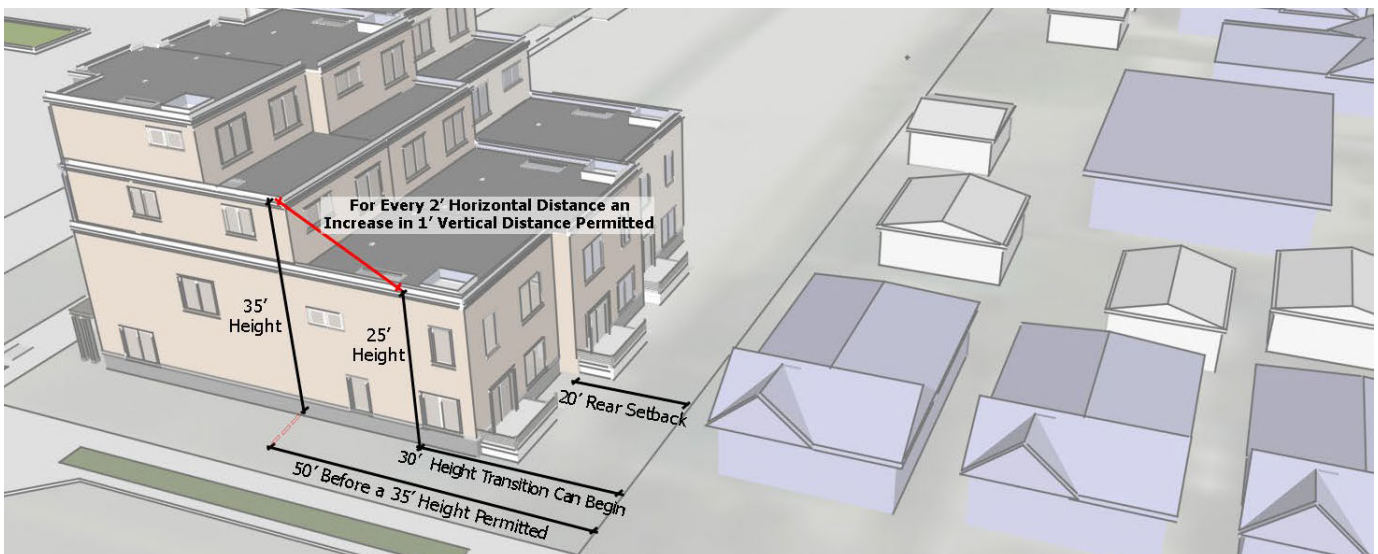 For Every 2' Horizontal Distance an
Increase in 1' Vertical Distance Permitted
35'
Height
25'
Height
20' Rear Setback
30' Height Transition Can Begin
50' Before a 35' Height Permitted